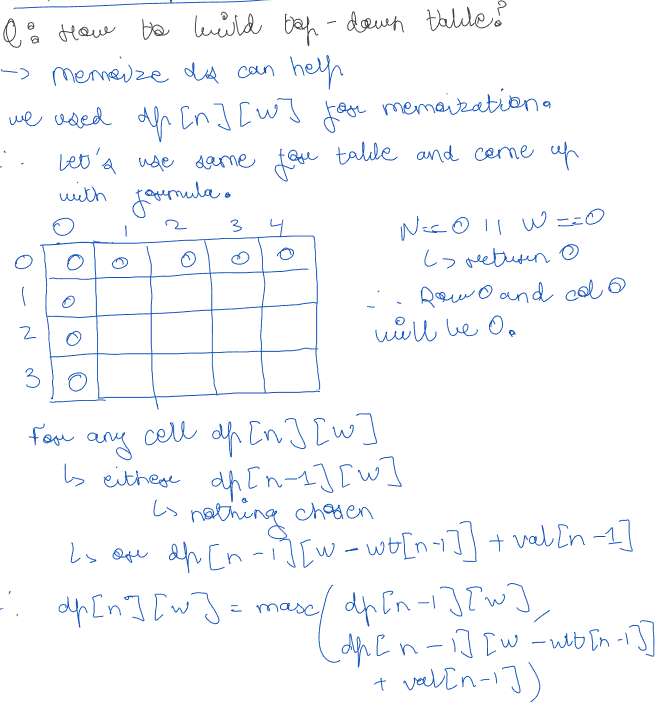 Q: How to build top-down table?
-> memoize ds can help
we used dp[n][w] for memoization.
∴ Let's use same for table and come up
with formula.
0 1 2 3 4
0 0 0 0 0 0
1 0
2 0
3 0
N==0 || W==0
↳ return 0
∴ Row 0 and col 0
will be 0.
For any cell dp[n][w]
↳ either dp[n-1][w]
↳ nothing chosen
↳ or dp[n-1][w-wt[n-1]] + val[n-1]
∴ dp[n][w] = max( dp[n-1][w],
dp[n-1][w-wt[n-1]]
+ val[n-1])